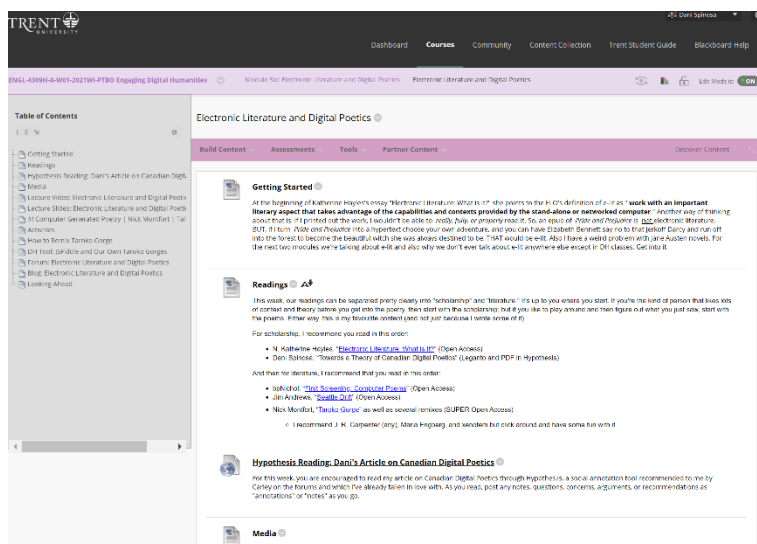 TRENT
UNIVERSITY
Dani Spinosa
Dashboard Courses Community Content Collection Trent Student Guide Blackboard Help
ENGL-4309H-A-W01-2021WI-PTBO Engaging Digital Humanities Module Six: Electronic Literature and Digital Poetics Electronic Literature and Digital Poetics Edit Mode is: ON
Table of Contents
Getting Started
Readings
Hypothesis Reading: Dani's Article on Canadian Digit
Media
Lecture Video: Electronic Literature and Digital Poetic
Lecture Slides: Electronic Literature and Digital Poetic
Computer Generated Poetry | Nick Montfort | Tal
Activities
How to Remix Taroko Gorge
DH Tool: JSFiddle and Our Own Taroko Gorges
Forum: Electronic Literature and Digital Poetics
Blog: Electronic Literature and Digital Poetics
Looking Ahead
Electronic Literature and Digital Poetics
Build Content Assessments Tools Partner Content Discover Content
Getting Started
At the beginning of Katherine Hayles's essay "Electronic Literature: What Is It?" she points to the ELO's definition of e-lit as "work with an important
literary aspect that takes advantage of the capabilities and contexts provided by the stand-alone or networked computer." Another way of thinking
about that is: if I printed out the work, I wouldn't be able to really, fully, or properly read it. So, an epub of Pride and Prejudice is not electronic literature.
BUT, if I turn Pride and Prejudice into a hypertext choose your own adventure, and you can have Elizabeth Bennett say no to that jerkoff Darcy and run off
into the forest to become the beautiful witch she was always destined to be, THAT would be e-lit. Also I have a weird problem with Jane Austen novels. For
the next two modules we're talking about e-lit and also why we don't ever talk about e-lit anywhere else except in DH classes. Get into it.
Readings
This week, our readings can be separated pretty clearly into "scholarship" and "literature." It's up to you where you start. If you're the kind of person that likes lots
of context and theory before you get into the poetry, then start with the scholarship; but if you like to play around and then figure out what you just saw, start with
the poems. Either way, this is my favourite content (and not just because I wrote some of it)
For scholarship, I recommend you read in this order:
N. Katherine Hayles, "Electronic Literature: What is it?" (Open Access)
Dani Spinosa, "Towards a Theory of Canadian Digital Poetics" (Leganto and PDF in Hypothesis)
And then for literature, I recommend that you read in this order:
bpNichol, "First Screening: Computer Poems" (Open Access)
Jim Andrews, "Seattle Drift" (Open Access)
Nick Montfort, "Taroko Gorge" as well as several remixes (SUPER Open Access)
I recommend J. R. Carpenter (any), Maria Engberg, and xenotem but click around and have some fun with it
Hypothesis Reading: Dani's Article on Canadian Digital Poetics
For this week, you are encouraged to read my article on Canadian Digital Poetics through Hypothes.is, a social annotation tool recommended to me by
Carley on the forums and which I've already fallen in love with. As you read, post any notes, questions, concerns, arguments, or recommendations as
"annotations" or "notes" as you go.
Media